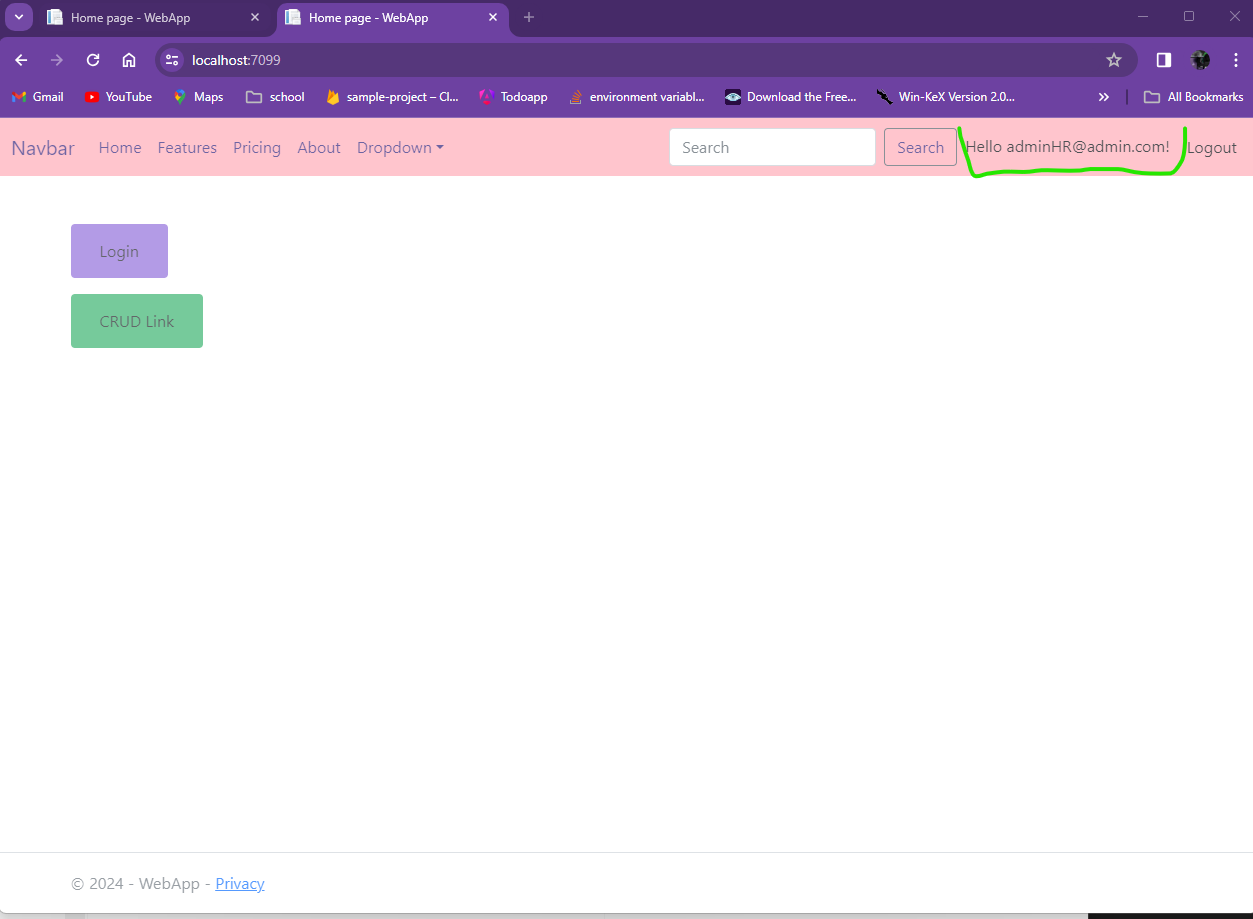 Home page - WebApp
Home page - WebApp
localhost:7099
Gmail YouTube Maps school sample-project – Cl... Todoapp environment variabl... Download the Free... Win-KeX Version 2.0... » All Bookmarks
Navbar Home Features Pricing About Dropdown Search Search Hello adminHR@admin.com! Logout
Login
CRUD Link
© 2024 - WebApp - Privacy